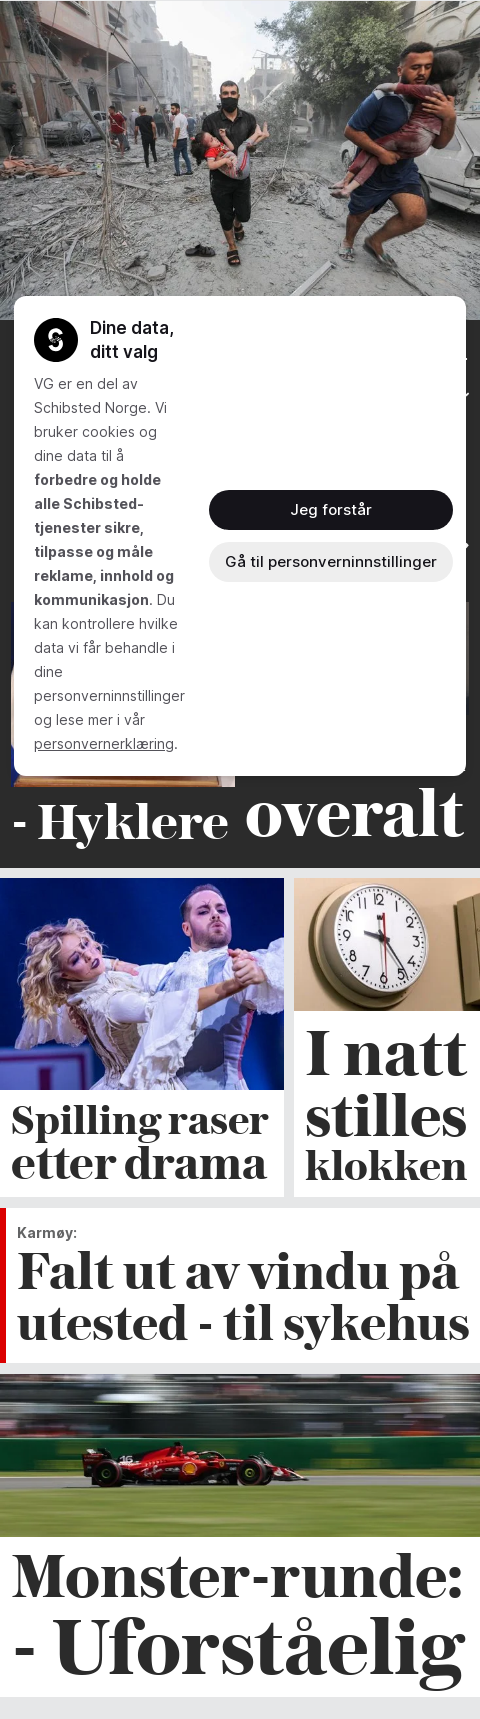 Dine data,
ditt valg
VG er en del av
Schibsted Norge. Vi
bruker cookies og
dine data til å
forbedre og holde
alle Schibsted-
tjenester sikre,
tilpasse og måle
reklame, innhold og
kommunikasjon. Du
kan kontrollere hvilke
data vi får behandle i
dine
personverninnstillinger
og lese mer i vår
personvernerklæring.
Jeg forstår
Gå til personverninnstillinger
- Hyklere overalt
Spilling raser
etter drama
I natt
stilles
klokken
Karmøy:
Falt ut av vindu på
utested - til sykehus
Monster-runde:
- Uforståelig